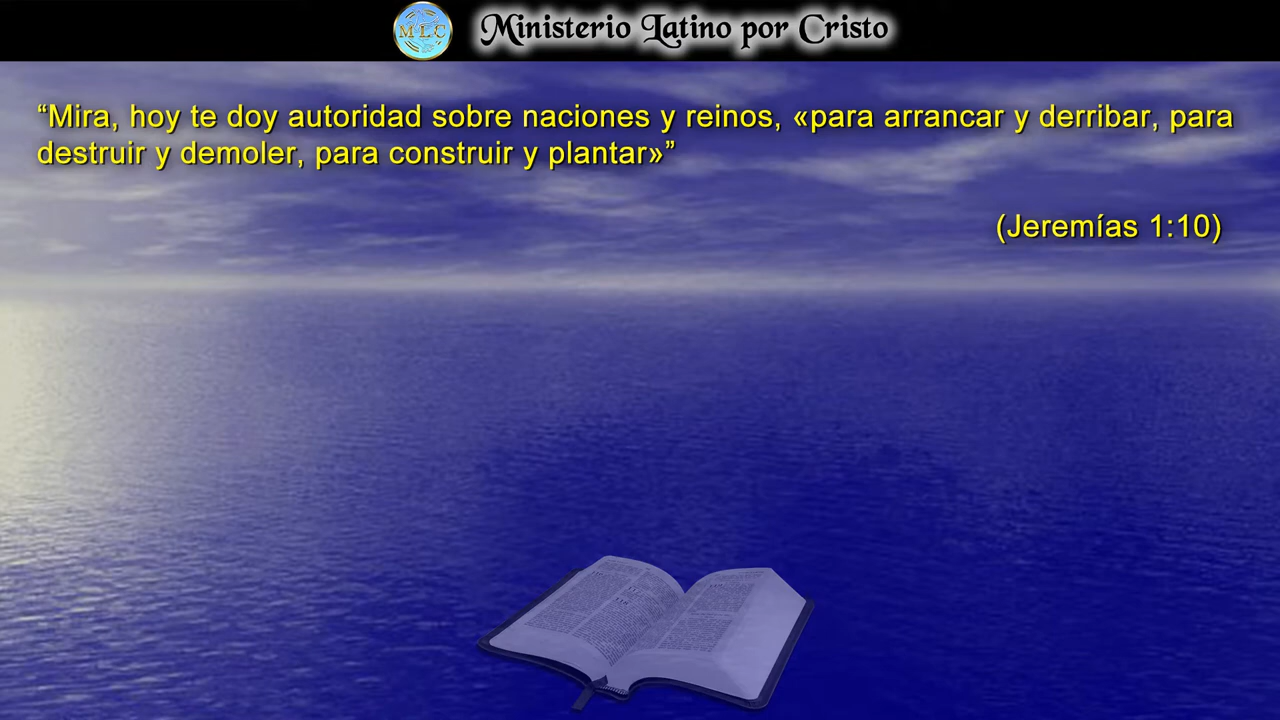 MLC
Ministerio Latino por Cristo
“Mira, hoy te doy autoridad sobre naciones y reinos, «para arrancar y derribar, para
destruir y demoler, para construir y plantar»”
(Jeremías 1:10)